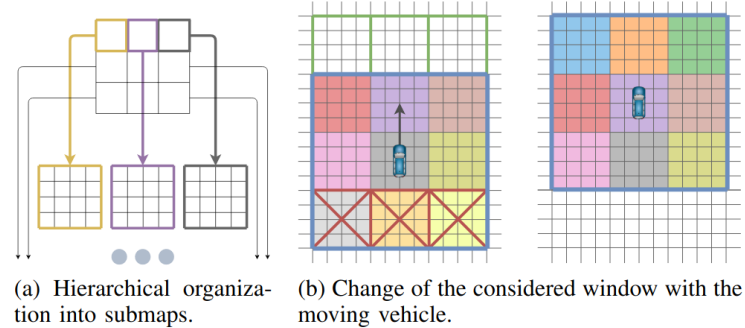 (a) Hierarchical organiza-
tion into submaps.
(b) Change of the considered window with the
moving vehicle.